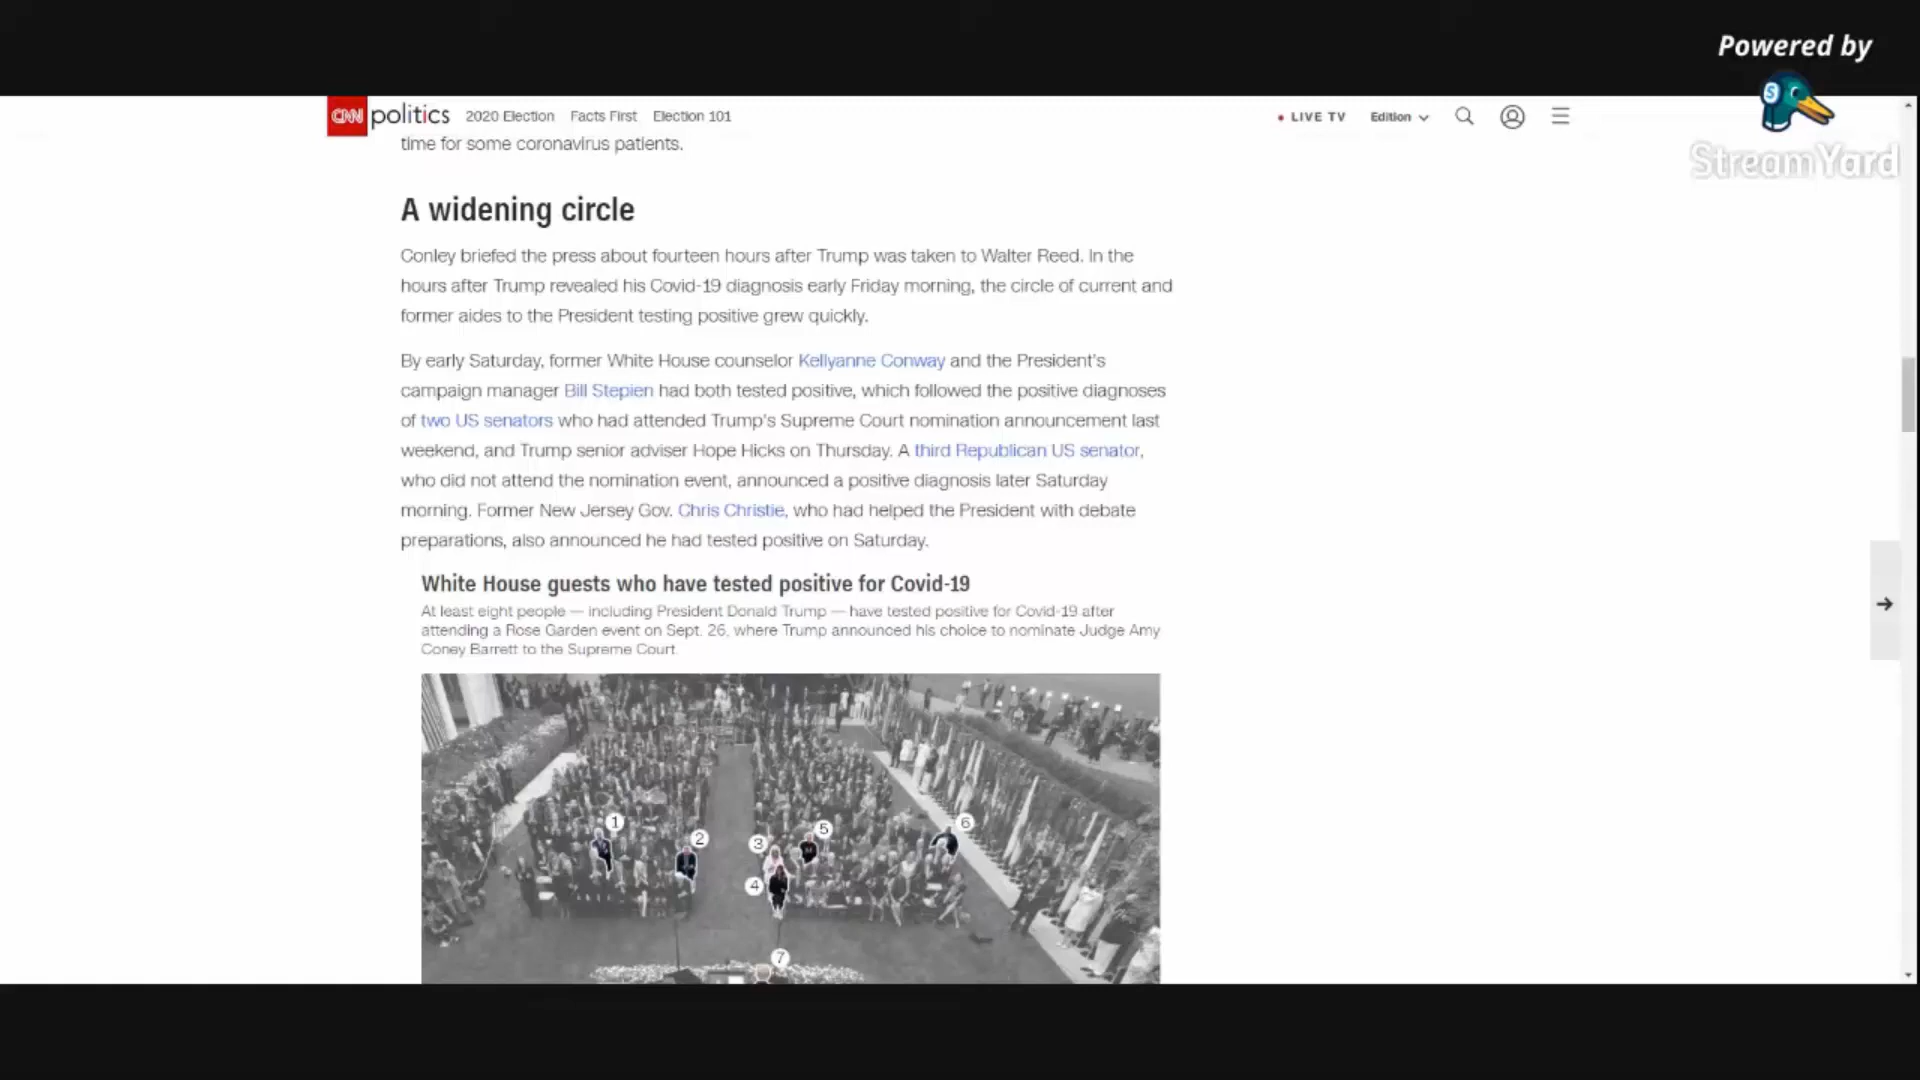 Powered by
StreamYard
CNN politics 2020 Election Facts First Election 101 LIVE TV Edition
time for some coronavirus patients.
A widening circle
Conley briefed the press about fourteen hours after Trump was taken to Walter Reed. In the
hours after Trump revealed his Covid-19 diagnosis early Friday morning, the circle of current and
former aides to the President testing positive grew quickly.
By early Saturday, former White House counselor Kellyanne Conway and the President's
campaign manager Bill Stepien had both tested positive, which followed the positive diagnoses
of two US senators who had attended Trump's Supreme Court nomination announcement last
weekend, and Trump senior adviser Hope Hicks on Thursday. A third Republican US senator,
who did not attend the nomination event, announced a positive diagnosis later Saturday
morning. Former New Jersey Gov. Chris Christie, who had helped the President with debate
preparations, also announced he had tested positive on Saturday.
White House guests who have tested positive for Covid-19
At least eight people — including President Donald Trump — have tested positive for Covid-19 after
attending a Rose Garden event on Sept. 26, where Trump announced his choice to nominate Judge Amy
Coney Barrett to the Supreme Court.
1
2
3
4
5
6
7